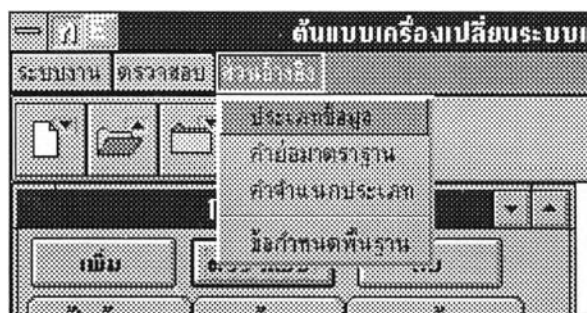 ต้นแบบเครื่องเปลี่ยนระบบเ
ระบบงาน ตรวจสอบ ส่วนอ้างอิง
ประเภทข้อมูล
คำย่อมาตราฐาน
คำจำแนกประเภท
ข้อกำหนดพื้นฐาน
เพิ่ม